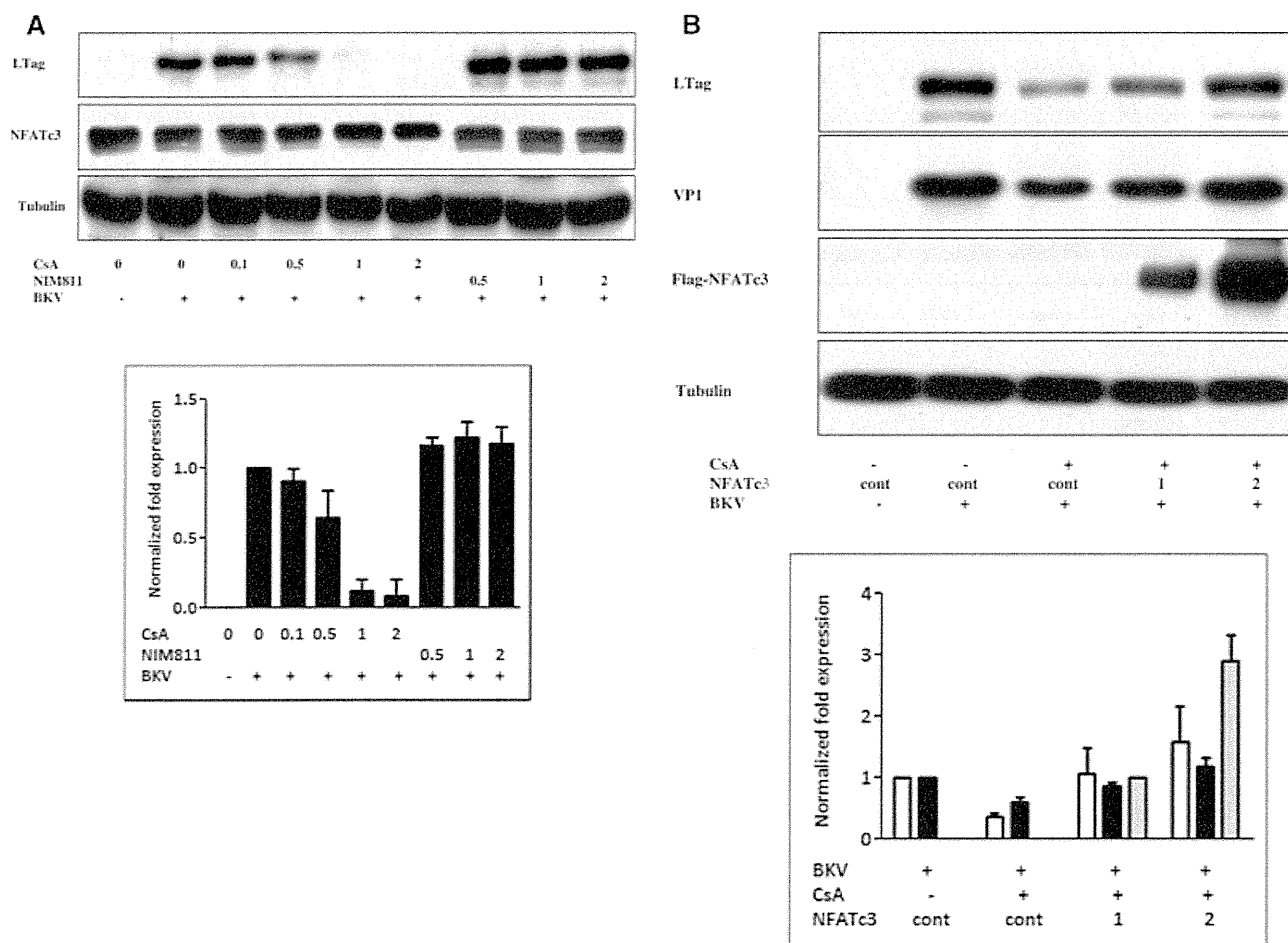 A
LTag
NFATc3
Tubulin
CsA 0 0 0.1 0.5 1 2
NIM811 0.5 1 2
BKV - + + + + + + + +
1.5
1.0
0.5
0.0
Normalized fold expression
CsA 0 0 0.1 0.5 1 2
NIM811 0.5 1 2
BKV - + + + + + + + +
B
LTag
VP1
Flag-NFATc3
Tubulin
CsA - - + + +
NFATc3 cont cont cont 1 2
BKV - + + + +
4
3
2
1
0
Normalized fold expression
BKV + + + +
CsA - + + +
NFATc3 cont cont 1 2